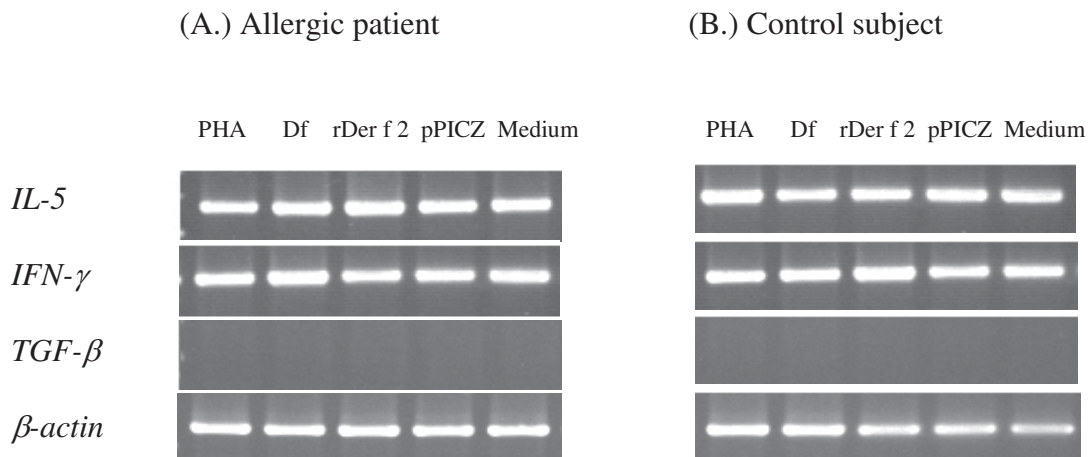 (A.) Allergic patient
(B.) Control subject
PHA Df rDer f 2 pPICZ Medium
PHA Df rDer f 2 pPICZ Medium
IL-5
IFN-γ
TGF-β
β-actin